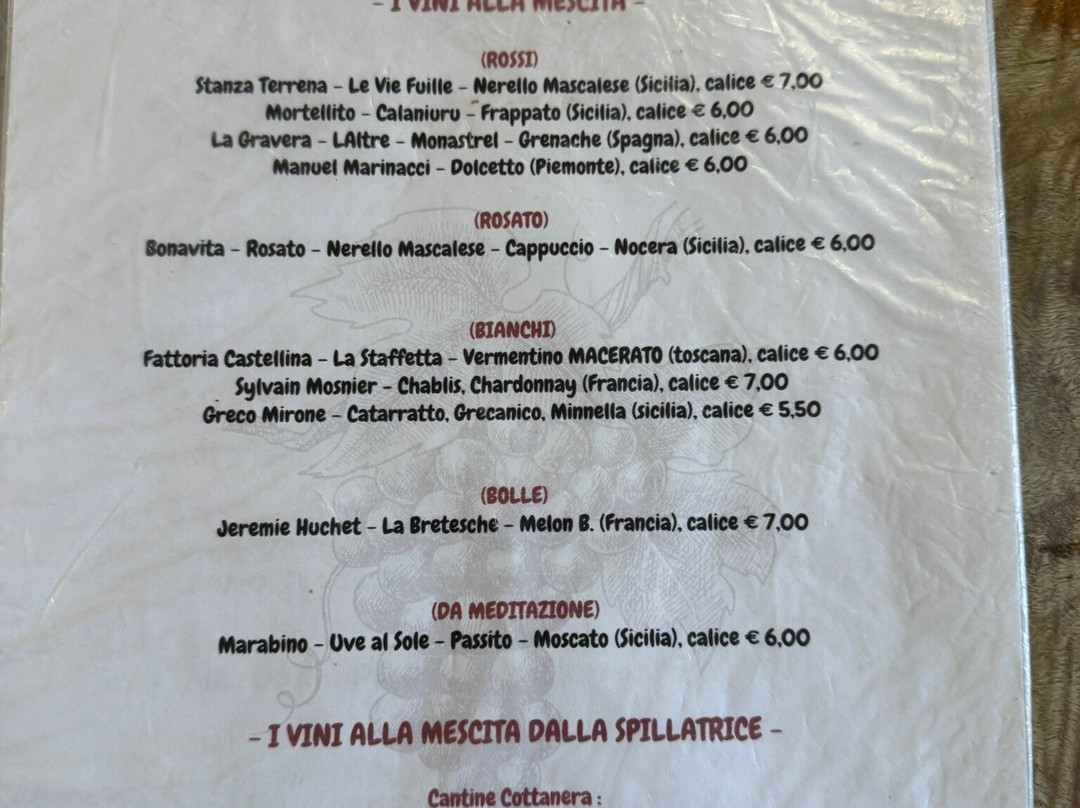 - I VINI ALLA MESCITA -
(ROSSI)
Stanza Terrena - Le Vie Fuille - Nerello Mascalese (Sicilia), calice € 7,00
Mortellito - Calaniuru - Frappato (Sicilia), calice € 6,00
La Gravera - LAltre - Monastrel - Grenache (Spagna), calice € 6,00
Manuel Marinacci - Dolcetto (Piemonte), calice € 6,00
(ROSATO)
Bonavita - Rosato - Nerello Mascalese - Cappuccio - Nocera (Sicilia), calice € 6,00
(BIANCHI)
Fattoria Castellina - La Staffetta - Vermentino MACERATO (toscana), calice € 6,00
Sylvain Mosnier - Chablis, Chardonnay (Francia), calice € 7,00
Greco Mirone - Catarratto, Grecanico, Minnella (sicilia), calice € 5,50
(BOLLE)
Jeremie Huchet - La Bretesche - Melon B. (Francia), calice € 7,00
(DA MEDITAZIONE)
Marabino - Uve al Sole - Passito - Moscato (Sicilia), calice € 6,00
- I VINI ALLA MESCITA DALLA SPILLATRICE -
Cantine Cottanera :